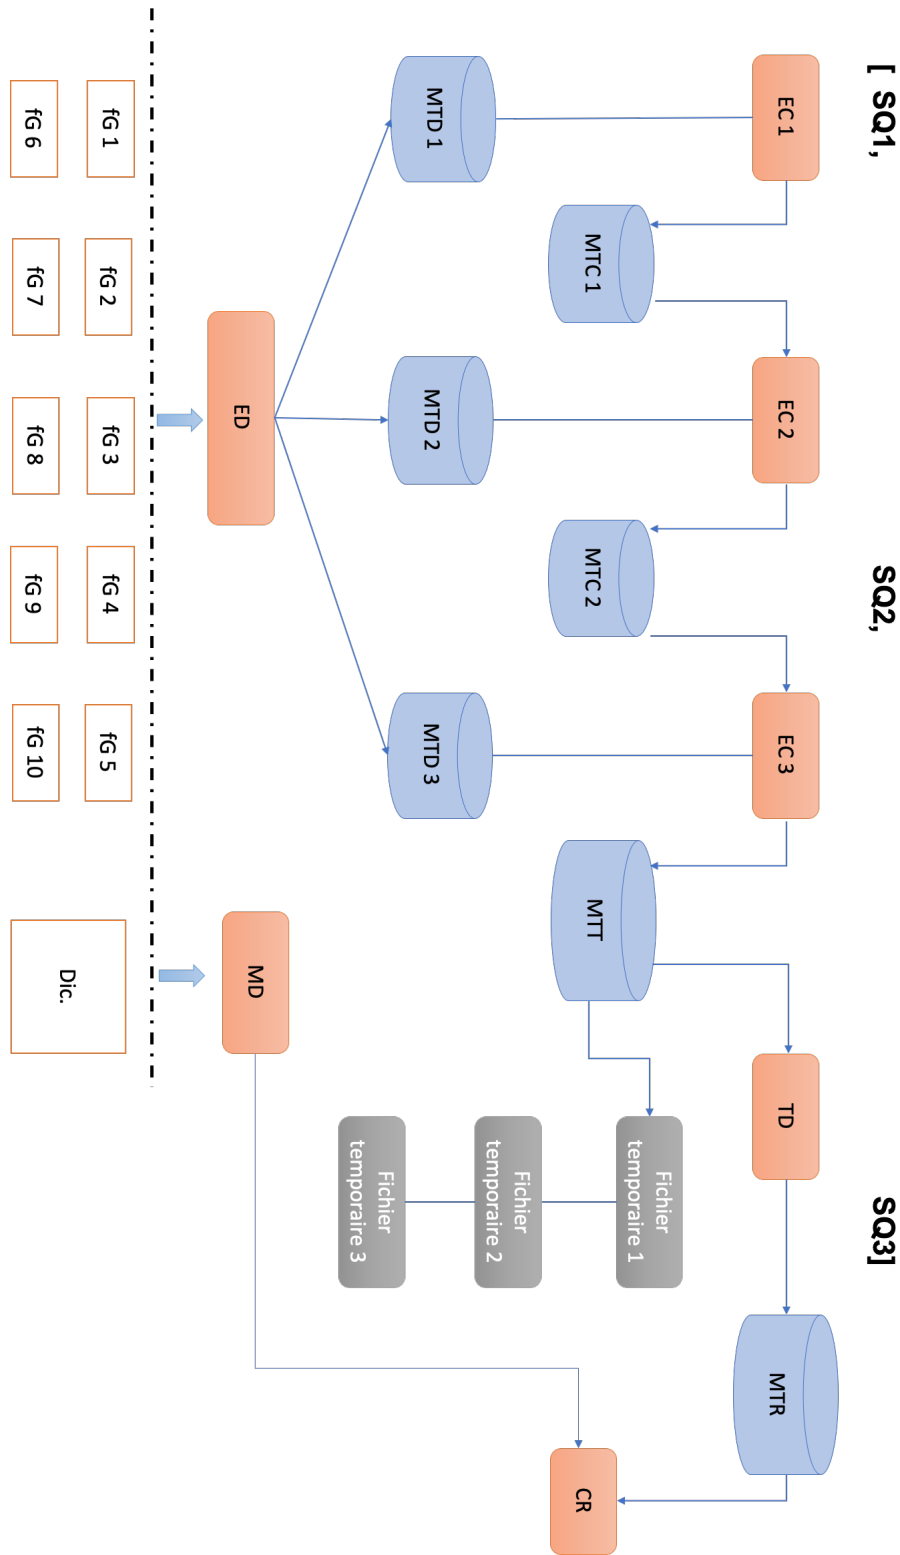 [ SQ1,
SQ2,
SQ3]
EC 1
EC 2
EC 3
TD
MTR
MTC 1
MTC 2
MTT
CR
MTD 1
MTD 2
MTD 3
Fichier
temporaire 1
Fichier
temporaire 2
Fichier
temporaire 3
ED
MD
fG 1
fG 2
fG 3
fG 4
fG 5
fG 6
fG 7
fG 8
fG 9
fG 10
Dic.